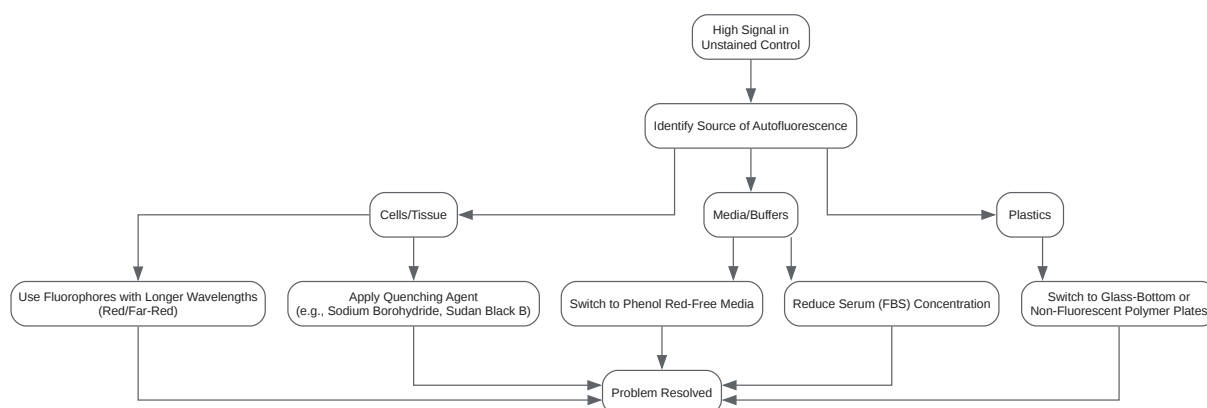 High Signal in
Unstained Control
Identify Source of Autofluorescence
Cells/Tissue
Media/Buffers
Plastics
Use Fluorophores with Longer Wavelengths
(Red/Far-Red)
Apply Quenching Agent
(e.g., Sodium Borohydride, Sudan Black B)
Switch to Phenol Red-Free Media
Reduce Serum (FBS) Concentration
Switch to Glass-Bottom or
Non-Fluorescent Polymer Plates
Problem Resolved